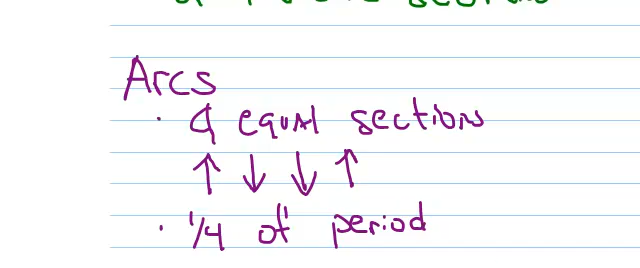 Arcs
· 4 equal sections
↑ ↓ ↓ ↑
· 1/4 of period